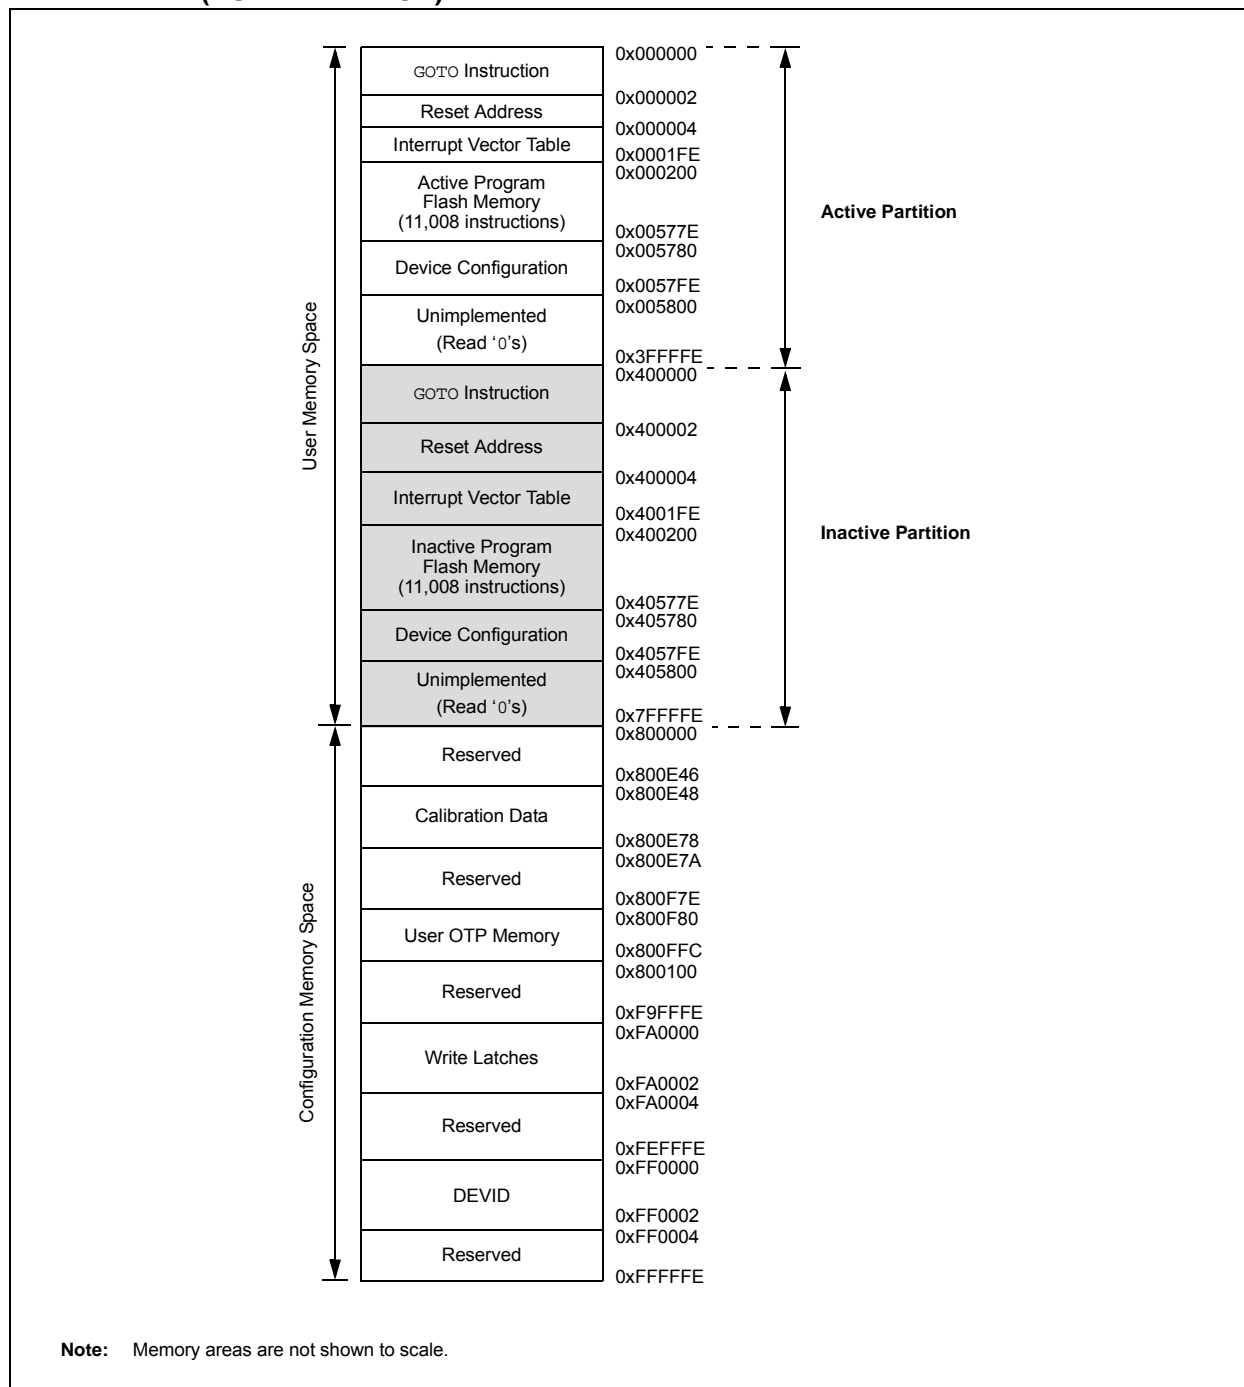 GOTO Instruction
0x000000
0x000002
Reset Address
0x000004
Interrupt Vector Table
0x0001FE
0x000200
Active Program
Flash Memory
(11,008 instructions)
Active Partition
0x00577E
0x005780
Device Configuration
0x0057FE
0x005800
Unimplemented
(Read ‘0’s)
0x3FFFFE
0x400000
User Memory Space
GOTO Instruction
0x400002
Reset Address
0x400004
Interrupt Vector Table
0x4001FE
0x400200
Inactive Partition
Inactive Program
Flash Memory
(11,008 instructions)
0x40577E
0x405780
Device Configuration
0x4057FE
0x405800
Unimplemented
(Read ‘0’s)
0x7FFFFE
0x800000
Reserved
0x800E46
0x800E48
Calibration Data
0x800E78
0x800E7A
Reserved
0x800F7E
0x800F80
User OTP Memory
0x800FFC
0x800100
Configuration Memory Space
Reserved
0xF9FFFE
0xFA0000
Write Latches
0xFA0002
0xFA0004
Reserved
0xFEFFFE
0xFF0000
DEVID
0xFF0002
0xFF0004
Reserved
0xFFFFFE
Note: Memory areas are not shown to scale.